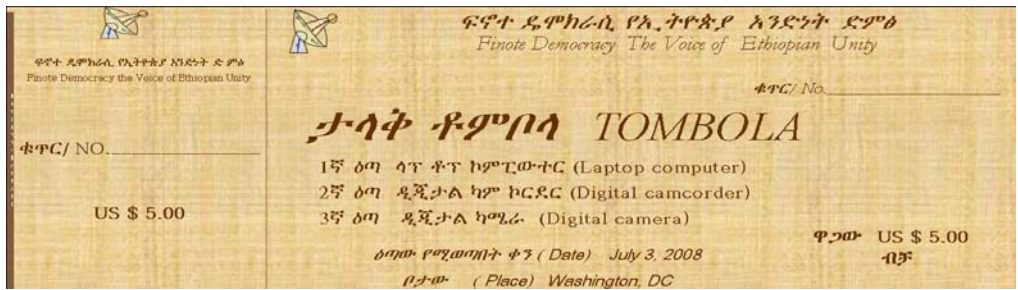 ፍኖተ ዴሞክራሲ የኢትዮጵያ አንድነት ድ ምፅ
Finote Democracy the Voice of Ethiopian Unity
ቁጥር/ NO.
US $ 5.00
ፍኖተ ዴሞክራሲ የኢ ትዮጵያ አንድነት ድምፅ
Finote Democracy The Voice of Ethiopian Unity
ቁጥር/ No.
ታላቅ ቶምቦላ TOMBOLA
1ኛ ዕጣ ላፕ ቶፕ ኮምፒውተር (Laptop computer)
2ኛ ዕጣ ዲጂታል ካም ኮርደር (Digital camcorder)
3ኛ ዕጣ ዲጂታል ካሜራ (Digital camera)
ዋጋው US $ 5.00
ብቻ
ዕጣው የሚወጣበት ቀን ( Date) July 3, 2008
ቦታው ( Place) Washington, DC